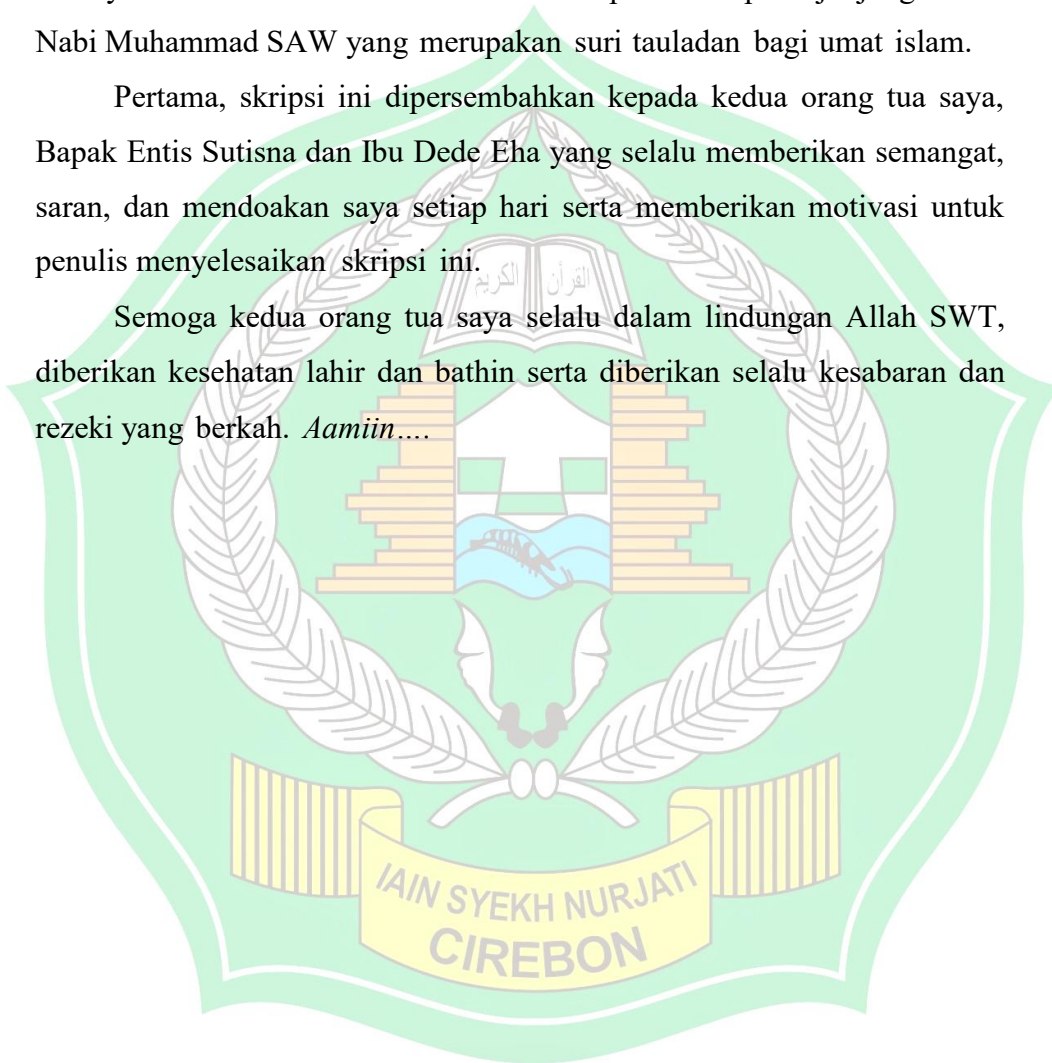 Nabi Muhammad SAW yang merupakan suri tauladan bagi umat islam.
Pertama, skripsi ini dipersembahkan kepada kedua orang tua saya,
Bapak Entis Sutisna dan Ibu Dede Eha yang selalu memberikan semangat,
saran, dan mendoakan saya setiap hari serta memberikan motivasi untuk
penulis menyelesaikan skripsi ini.
القرآن الكريم
Semoga kedua orang tua saya selalu dalam lindungan Allah SWT,
diberikan kesehatan lahir dan bathin serta diberikan selalu kesabaran dan
rezeki yang berkah. Aamiin....
IAIN SYEKH NURJATI
CIREBON